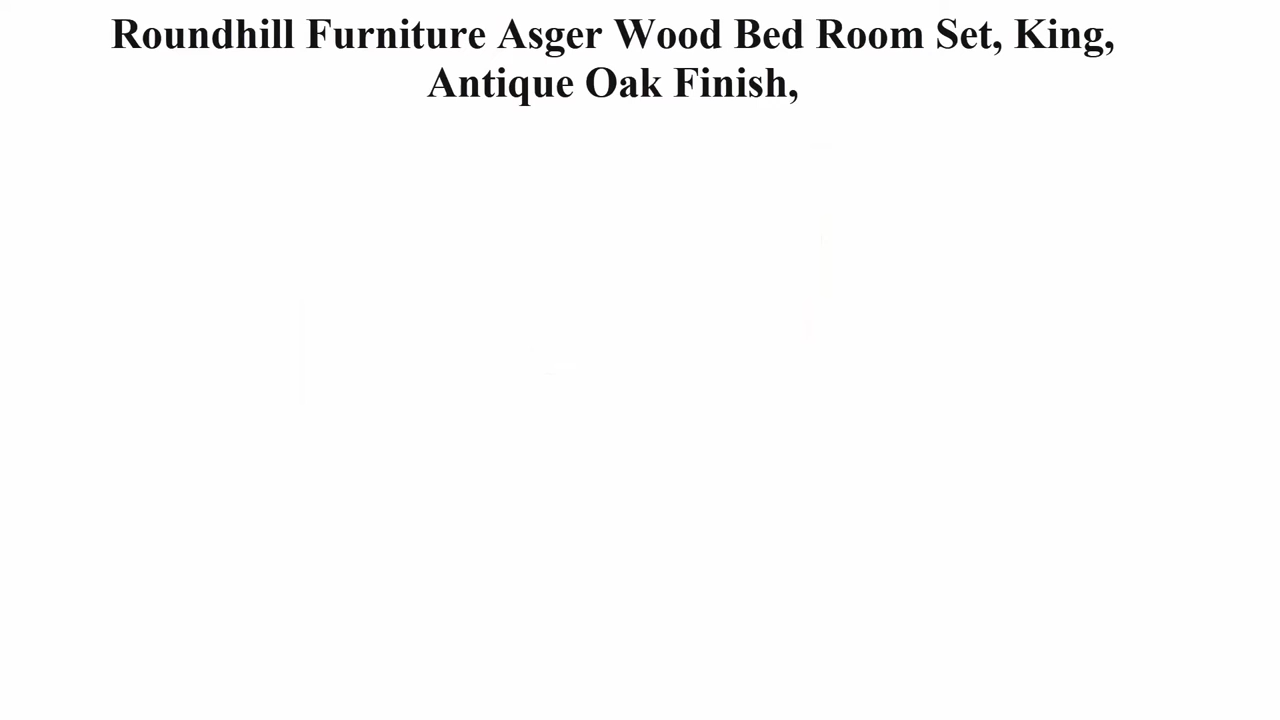 Roundhill Furniture Asger Wood Bed Room Set, King,
Antique Oak Finish,